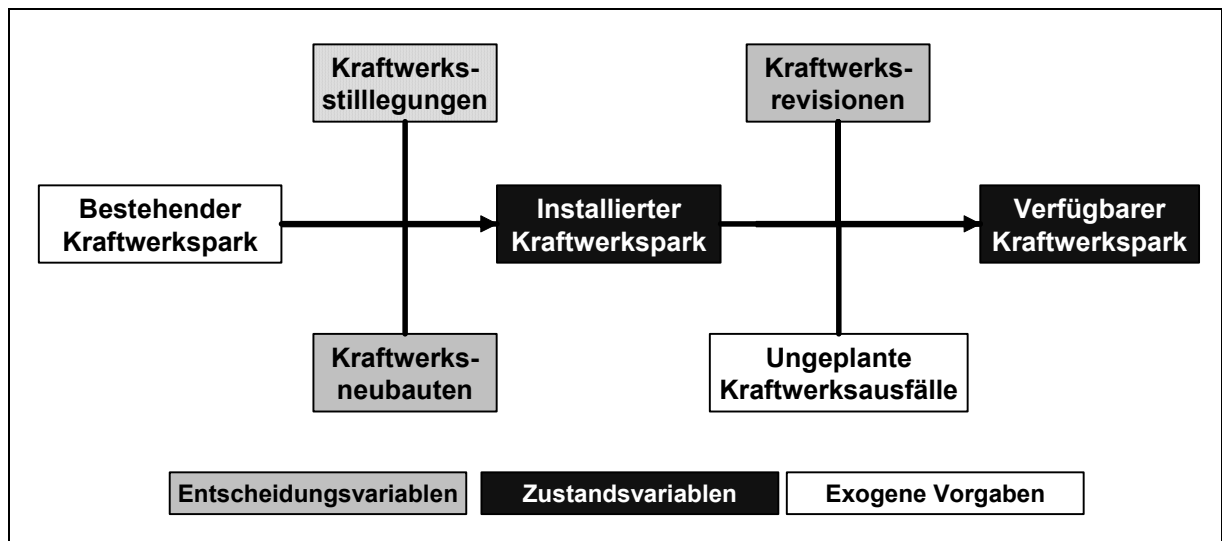 Kraftwerks-
stilllegungen
Kraftwerks-
revisionen
Bestehender
Kraftwerkspark
Installierter
Kraftwerkspark
Verfügbarer
Kraftwerkspark
Kraftwerks-
neubauten
Ungeplante
Kraftwerksausfälle
Entscheidungsvariablen
Zustandsvariablen
Exogene Vorgaben